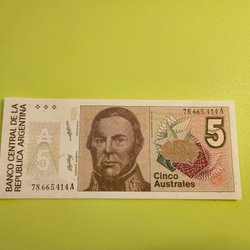 BANCO CENTRAL DE LA
REPUBLICA ARGENTINA
78.665.414 A
A
5
78.665.414 A
5
Cinco
Australes